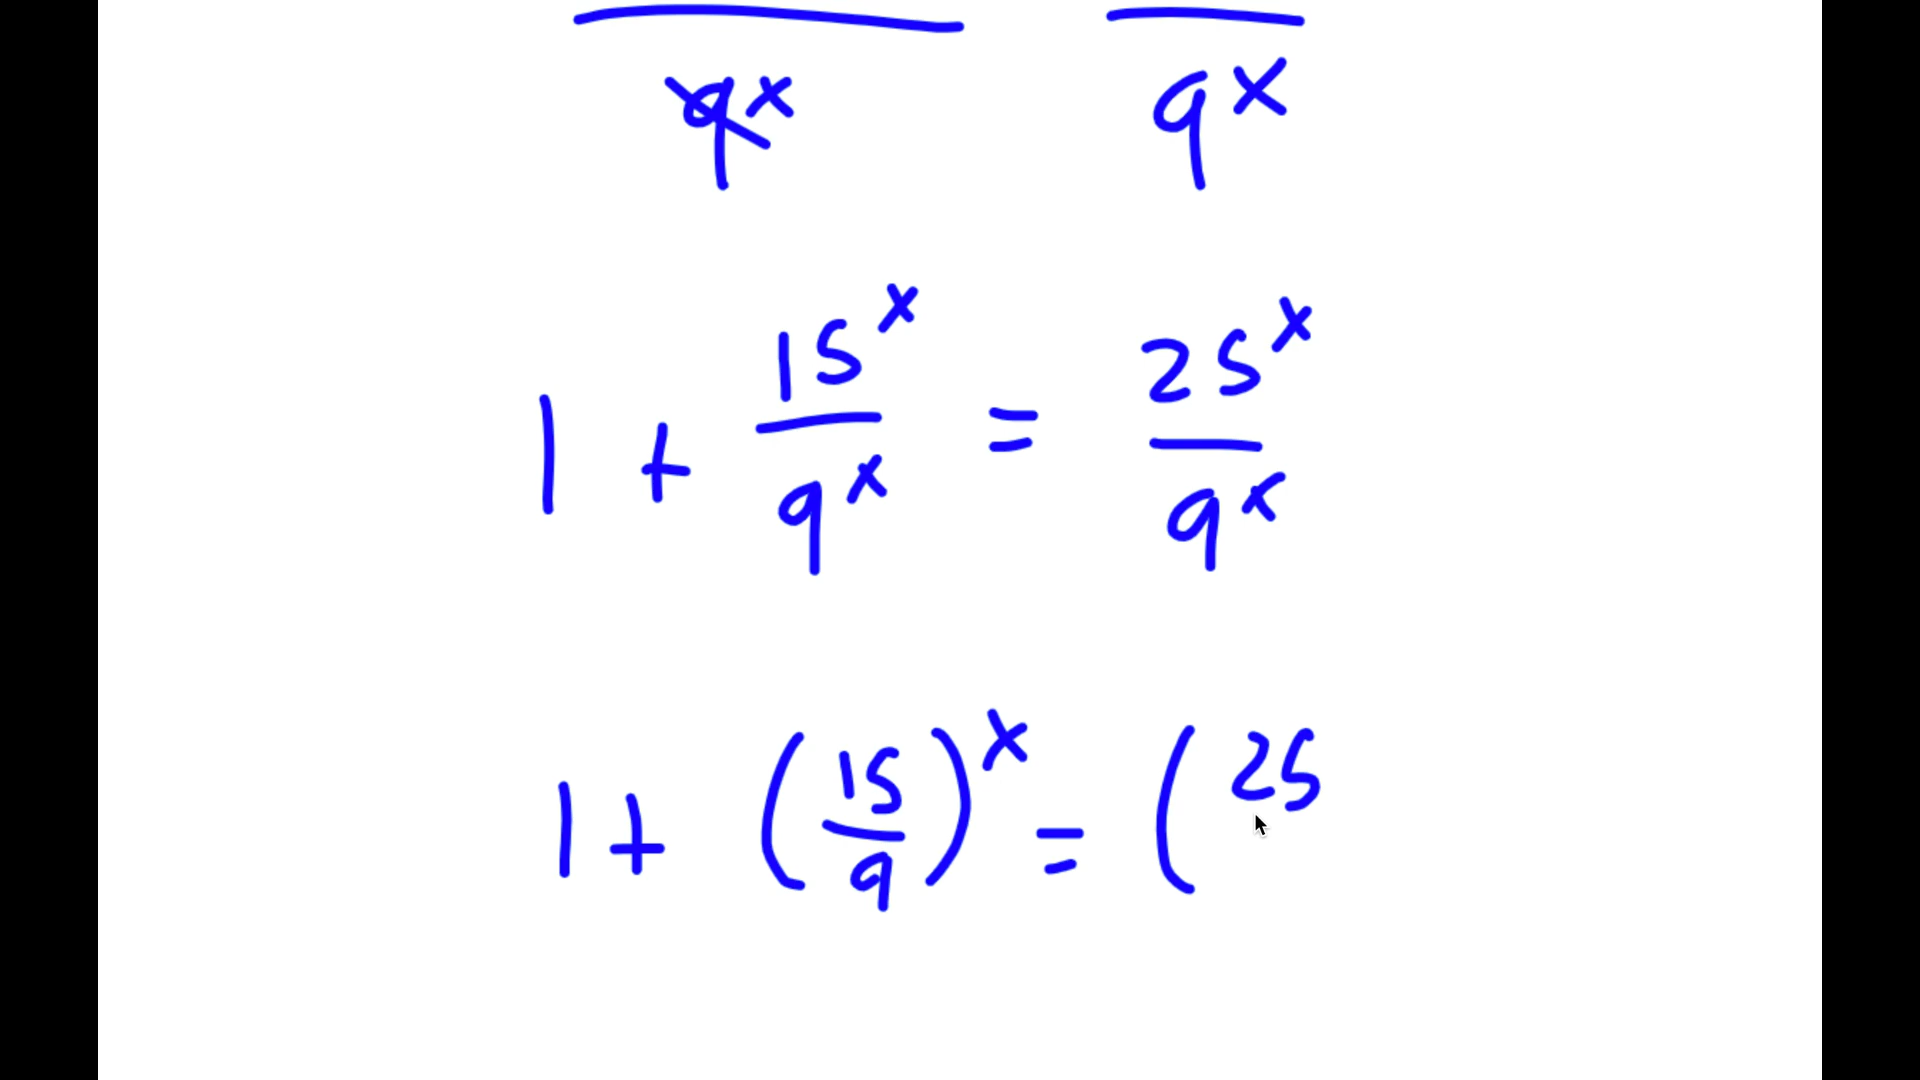 9^x 9^x
1 + 15^x/9^x = 25^x/9^x
1 + (15/9)^x = (25